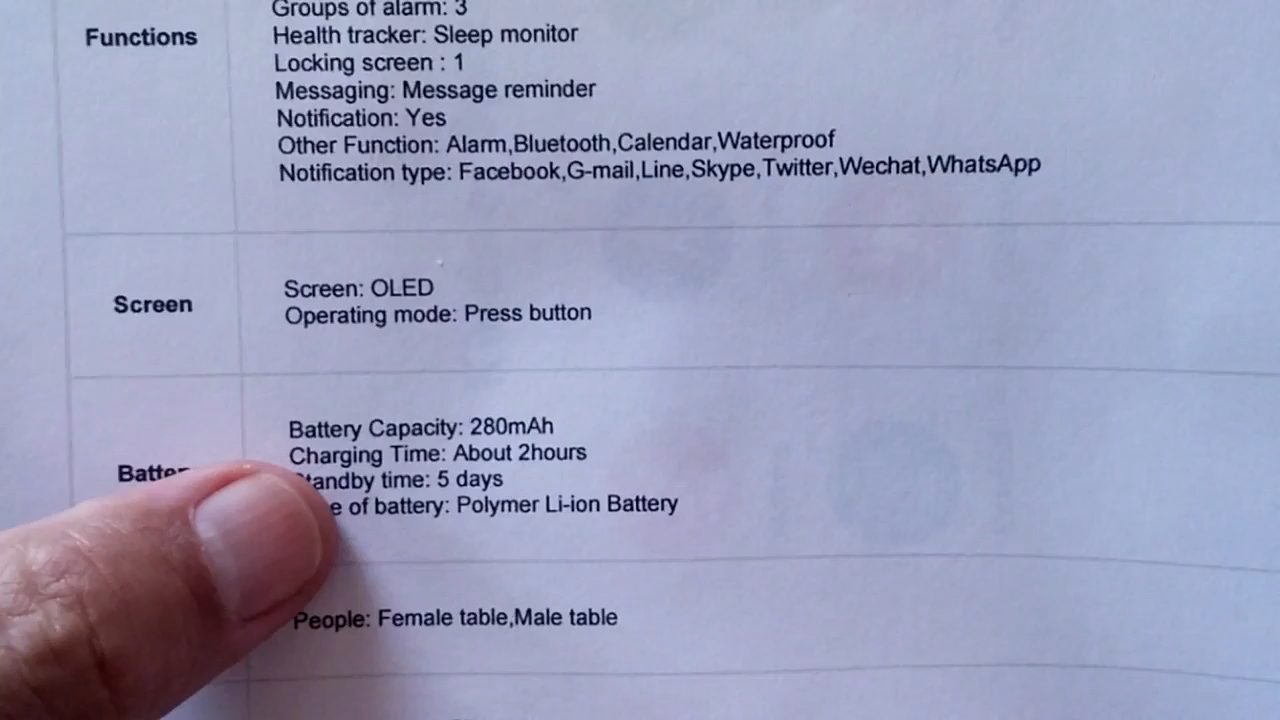 Groups of alarm: 3
Functions
Health tracker: Sleep monitor
Locking screen : 1
Messaging: Message reminder
Notification: Yes
Other Function: Alarm,Bluetooth,Calendar,Waterproof
Notification type: Facebook,G-mail,Line,Skype,Twitter,Wechat,WhatsApp
Screen
Screen: OLED
Operating mode: Press button
Battery Capacity: 280mAh
Charging Time: About 2hours
Standby time: 5 days
of battery: Polymer Li-ion Battery
People: Female table,Male table